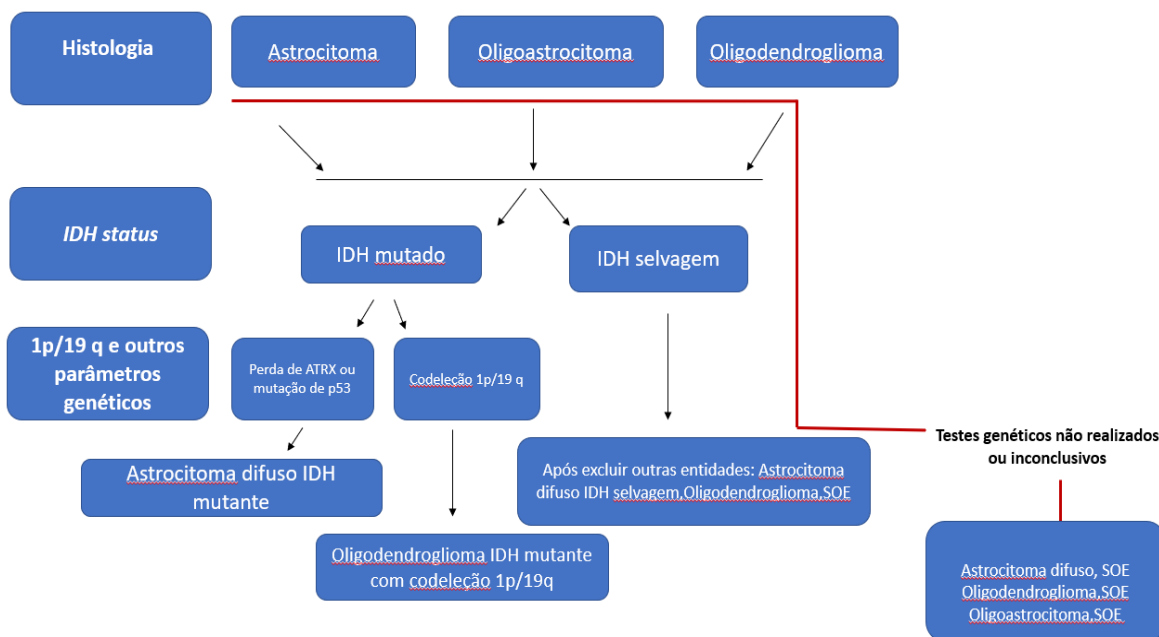 Histologia
Astrocitoma
Oligoastrocitoma
Oligodendroglioma
IDH status
IDH mutado
IDH selvagem
1p/19 q e outros
parâmetros
genéticos
Perda de ATRX ou
mutação de p53
Codeleção 1p/19 q
Testes genéticos não realizados
ou inconclusivos
Astrocitoma difuso IDH
mutante
Após excluir outras entidades: Astrocitoma
difuso IDH selvagem,Oligodendroglioma,SOE
Oligodendroglioma IDH mutante
com codeleção 1p/19q
Astrocitoma difuso, SOE
Oligodendroglioma,SOE
Oligoastrocitoma,SOE